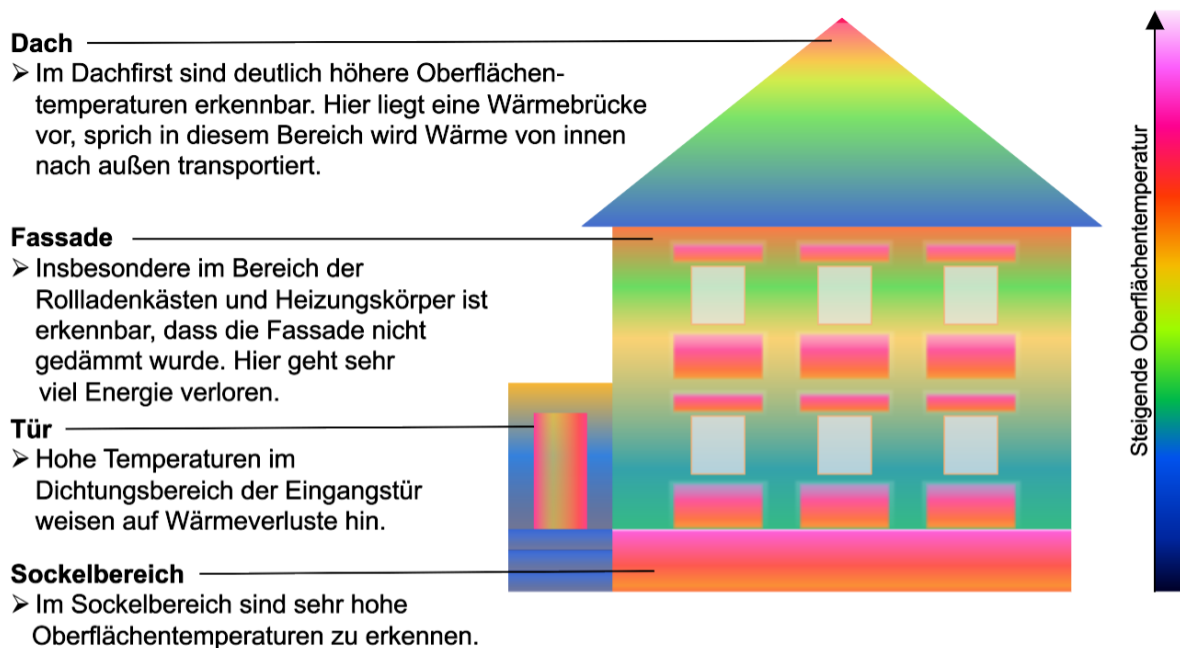 Dach
➢ Im Dachfirst sind deutlich höhere Oberflächen-
temperaturen erkennbar. Hier liegt eine Wärmebrücke
vor, sprich in diesem Bereich wird Wärme von innen
nach außen transportiert.
Fassade
➢ Insbesondere im Bereich der
Rollladenkästen und Heizungskörper ist
erkennbar, dass die Fassade nicht
gedämmt wurde. Hier geht sehr
viel Energie verloren.
Tür
➢ Hohe Temperaturen im
Dichtungsbereich der Eingangstür
weisen auf Wärmeverluste hin.
Sockelbereich
➢ Im Sockelbereich sind sehr hohe
Oberflächentemperaturen zu erkennen.
Steigende Oberflächentemperatur